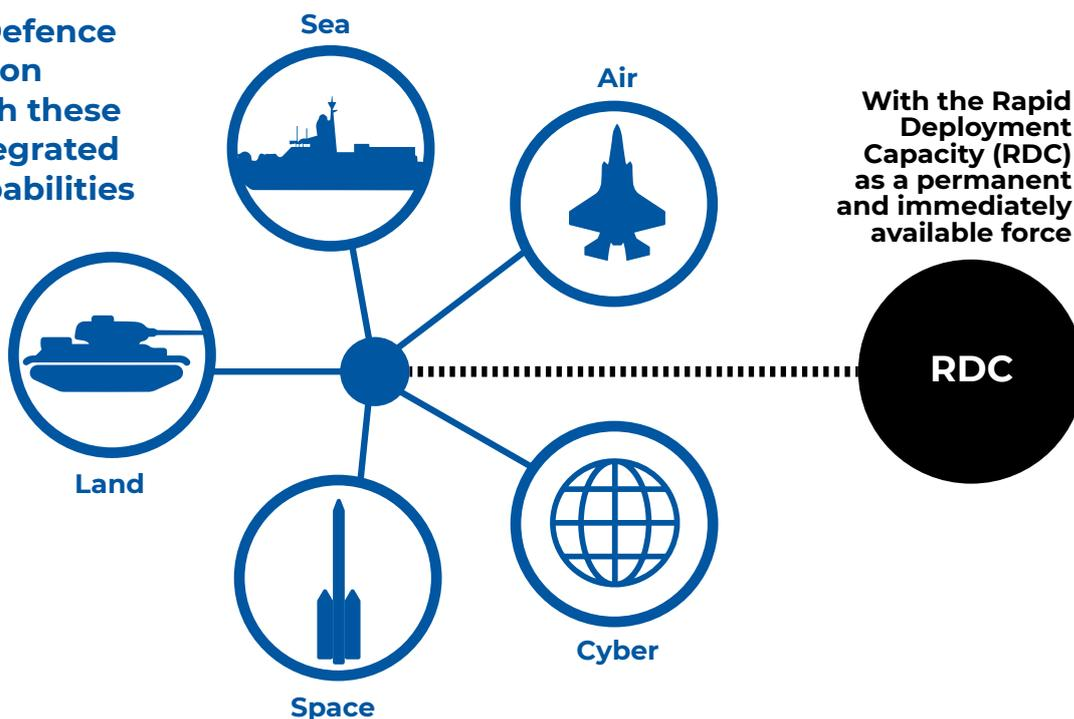 Defence
on
h these
egrated
pabilities
Sea
Air
With the Rapid
Deployment
Capacity (RDC)
as a permanent
and immediately
available force
RDC
Land
Cyber
Space